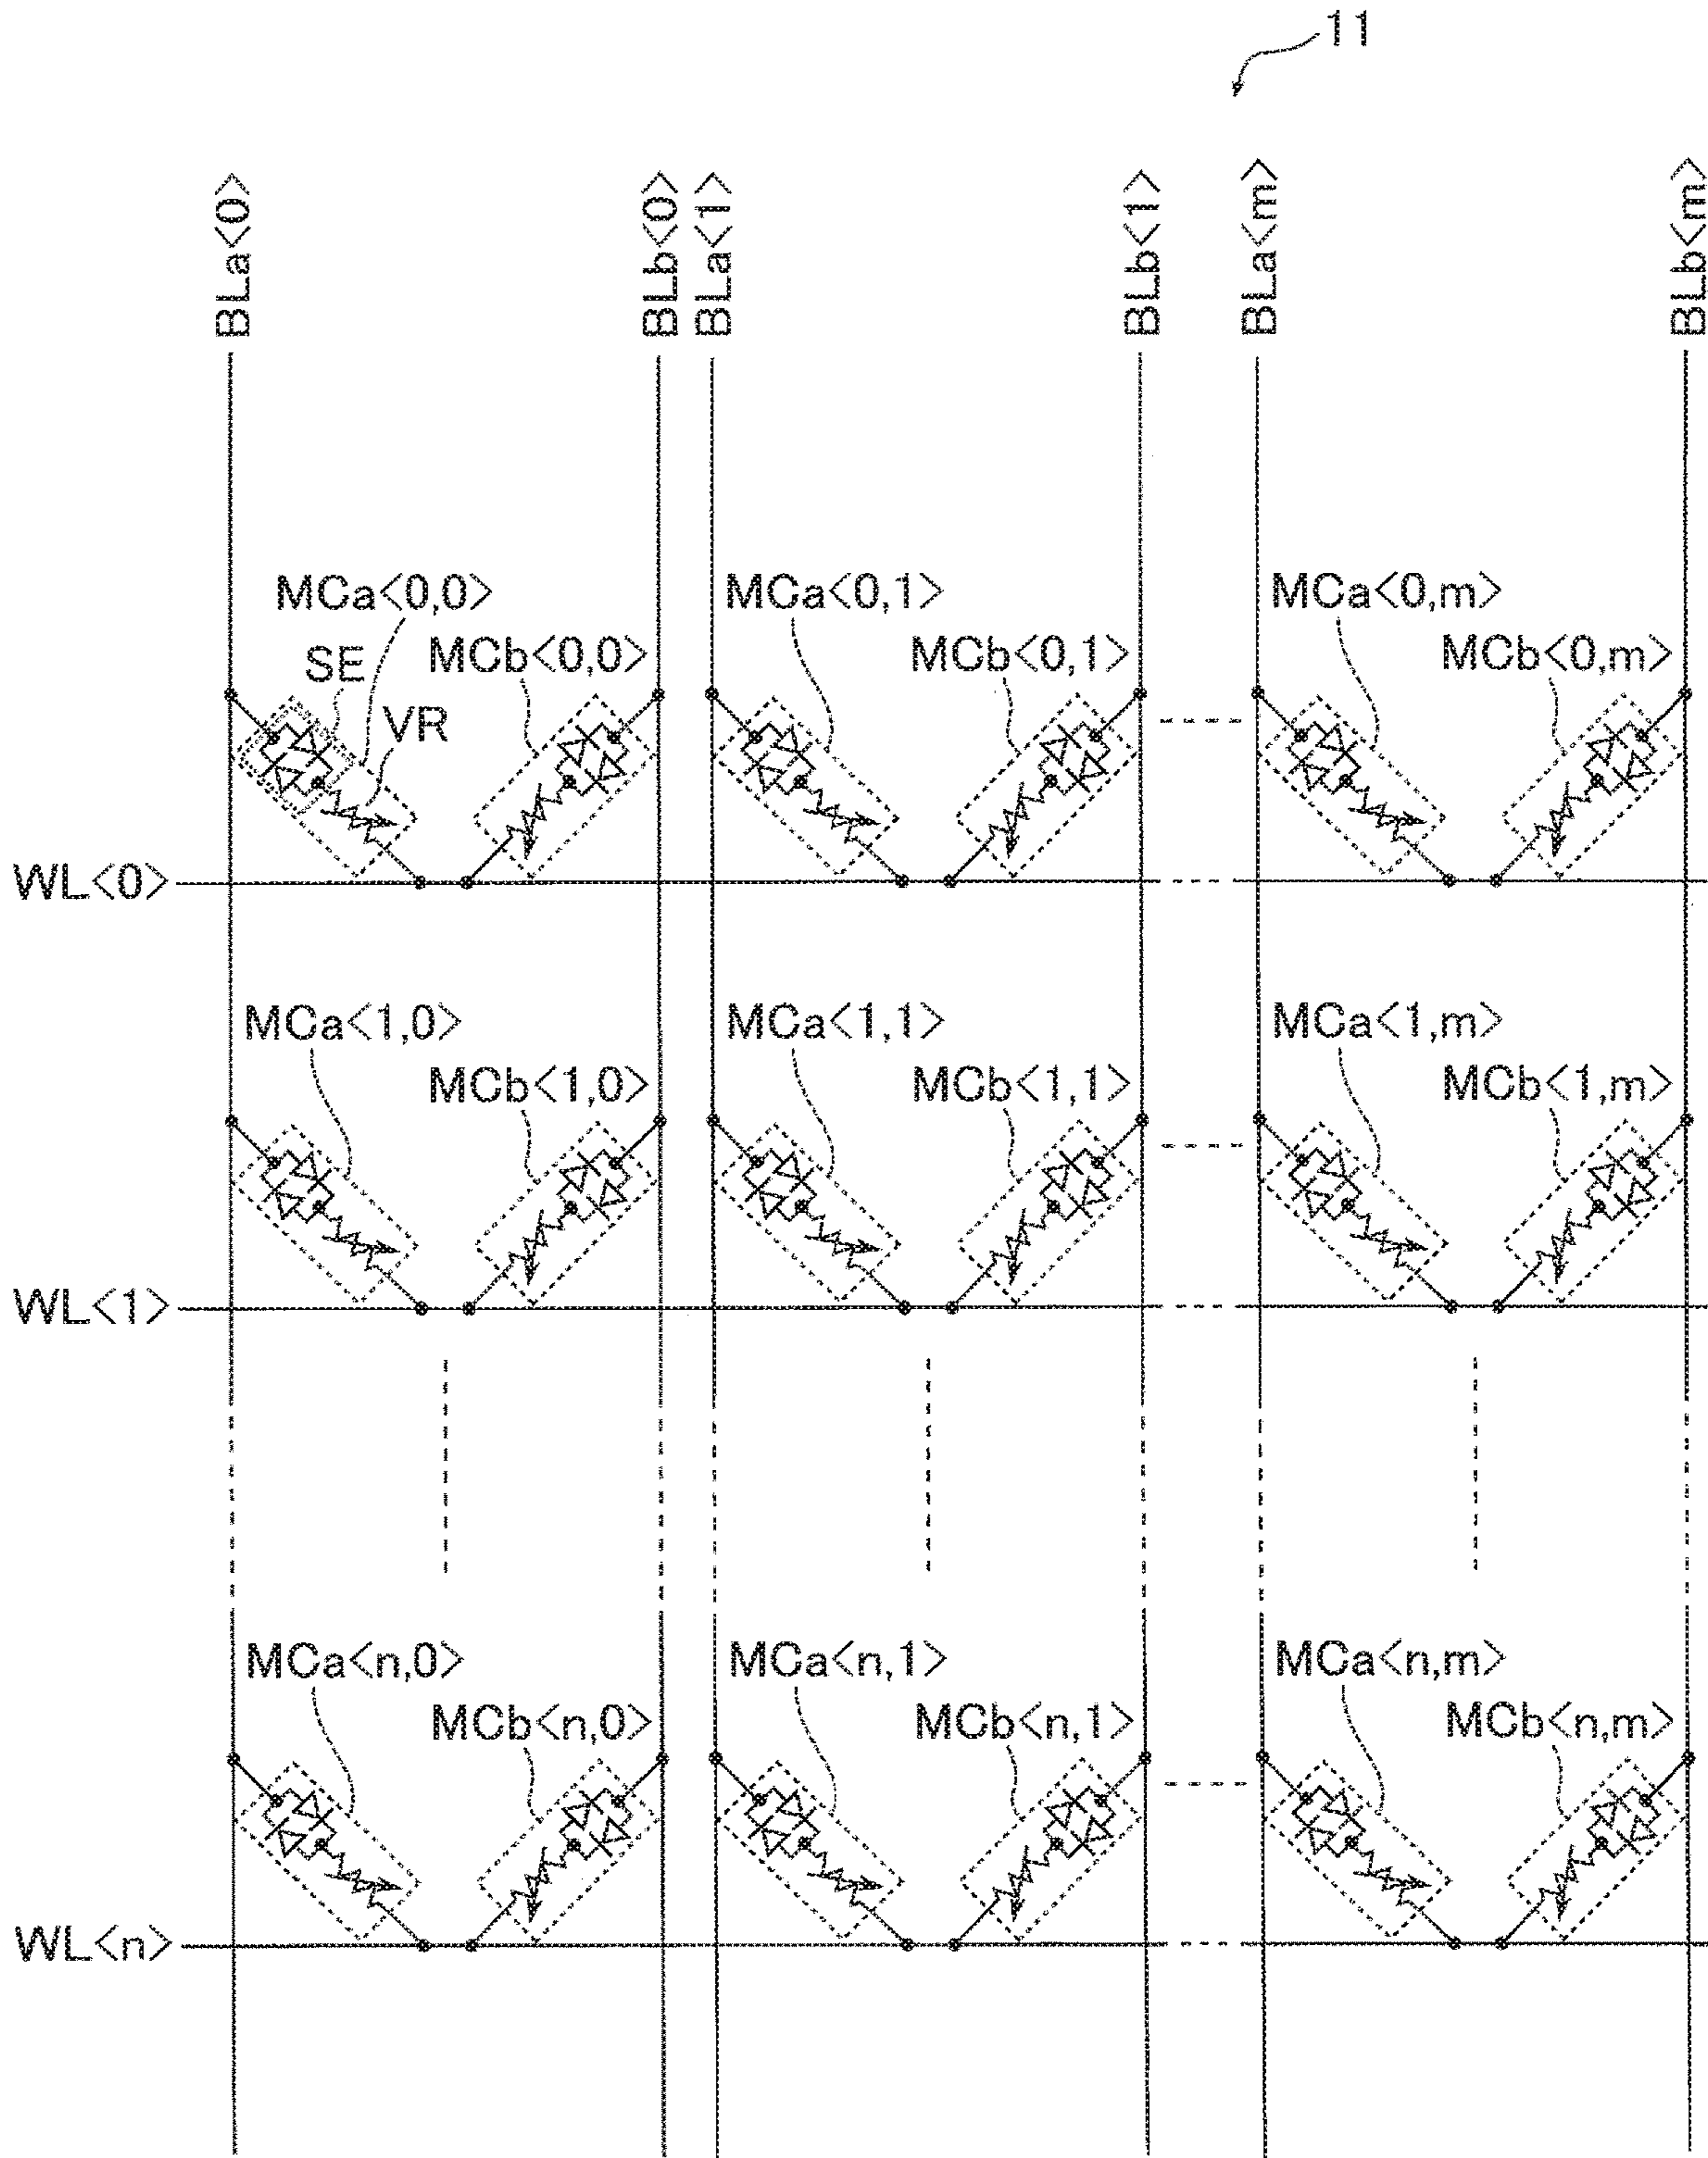 11
BLa<0>
BLb<0>
BLa<1>
BLb<1>
BLa<m>
BLb<m>
MCa<0,0>
MCa<0,1>
MCa<0,m>
SE
MCb<0,0>
MCb<0,1>
MCb<0,m>
VR
WL<0>
MCa<1,0>
MCa<1,1>
MCa<1,m>
MCb<1,0>
MCb<1,1>
MCb<1,m>
WL<1>
MCa<n,0>
MCa<n,1>
MCa<n,m>
MCb<n,0>
MCb<n,1>
MCb<n,m>
WL<n>